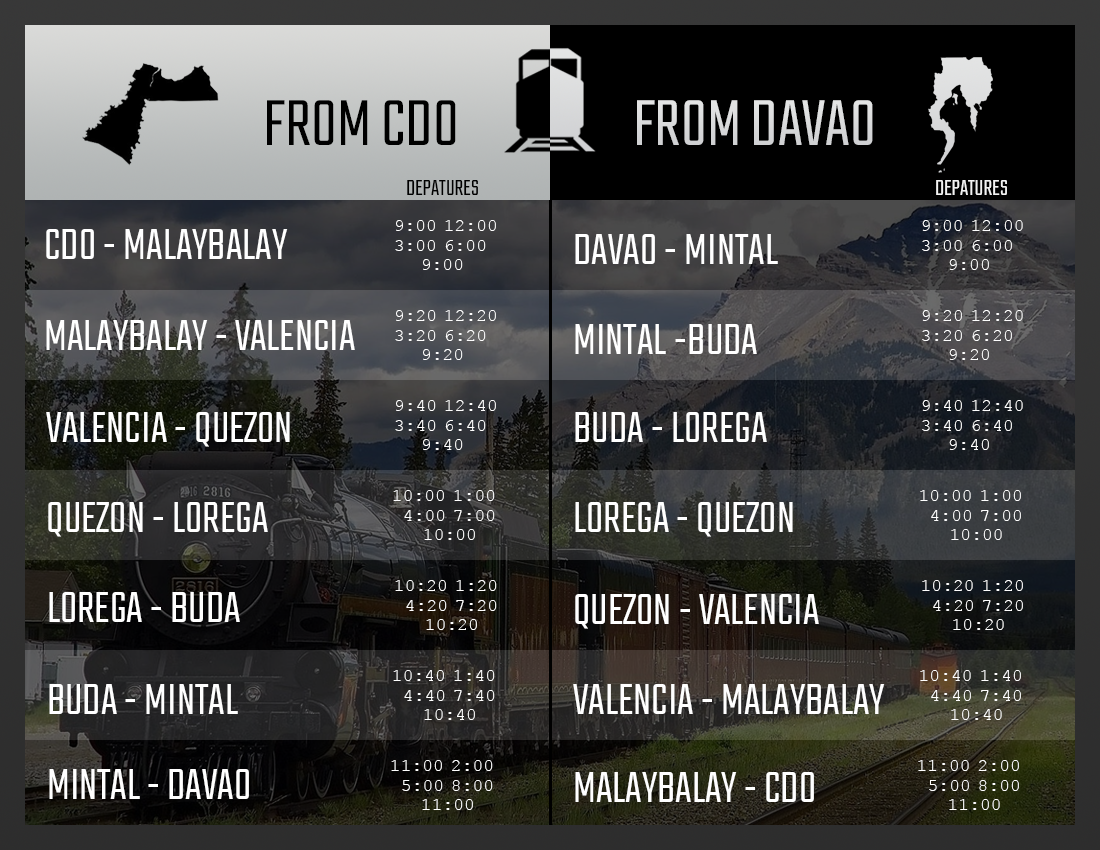 FROM CDO
DEPATURES
CDO - MALAYBALAY
9:00 12:00
3:00 6:00
9:00
MALAYBALAY - VALENCIA
9:20 12:20
3:20 6:20
9:20
VALENCIA - QUEZON
9:40 12:40
3:40 6:40
9:40
QUEZON - LOREGA
10:00 1:00
4:00 7:00
10:00
LOREGA - BUDA
10:20 1:20
4:20 7:20
10:20
BUDA - MINTAL
10:40 1:40
4:40 7:40
10:40
MINTAL - DAVAO
11:00 2:00
5:00 8:00
11:00
FROM DAVAO
DEPATURES
DAVAO - MINTAL
9:00 12:00
3:00 6:00
9:00
MINTAL -BUDA
9:20 12:20
3:20 6:20
9:20
BUDA - LOREGA
9:40 12:40
3:40 6:40
9:40
LOREGA - QUEZON
10:00 1:00
4:00 7:00
10:00
QUEZON - VALENCIA
10:20 1:20
4:20 7:20
10:20
VALENCIA - MALAYBALAY
10:40 1:40
4:40 7:40
10:40
MALAYBALAY - CDO
11:00 2:00
5:00 8:00
11:00
2816
2816